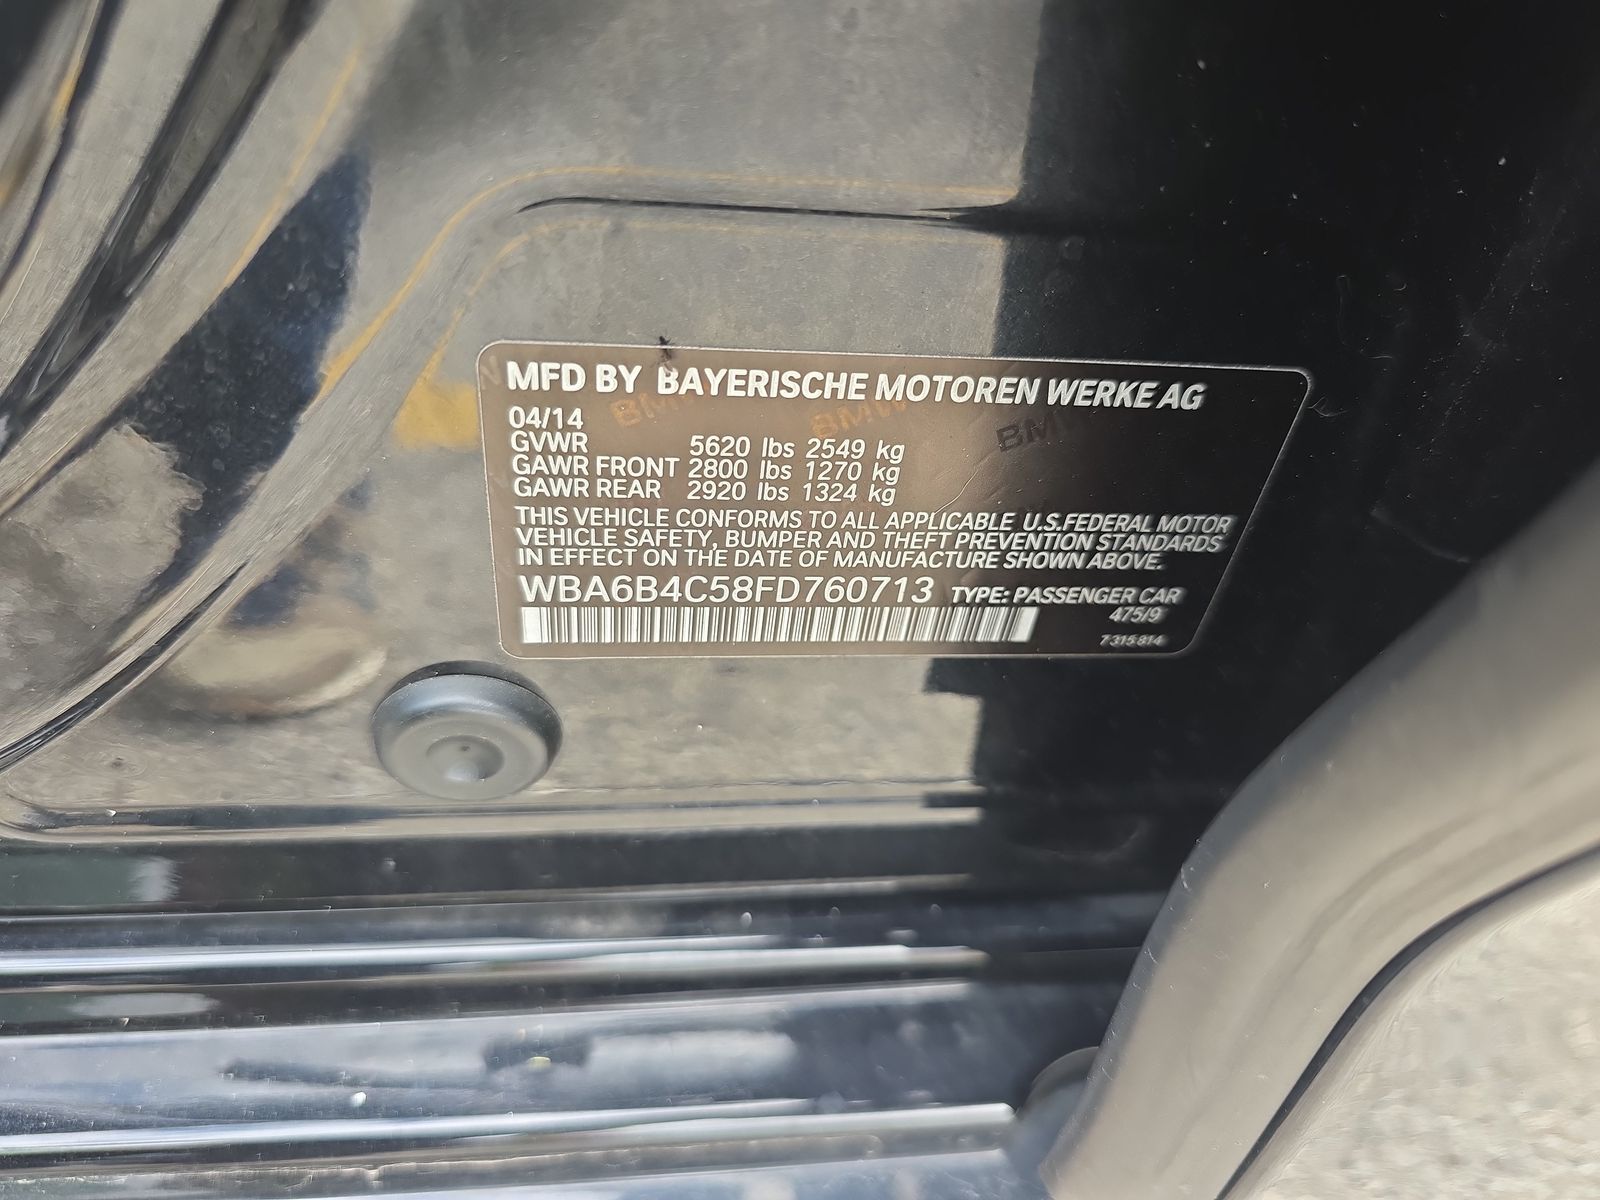 MFD BY BAYERISCHE MOTOREN WERKE AG
04/14
GVWR 5620 lbs 2549 kg
GAWR FRONT 2800 lbs 1270 kg
GAWR REAR 2920 lbs 1324 kg
THIS VEHICLE CONFORMS TO ALL APPLICABLE U.S.FEDERAL MOTOR
VEHICLE SAFETY, BUMPER AND THEFT PREVENTION STANDARDS
IN EFFECT ON THE DATE OF MANUFACTURE SHOWN ABOVE.
WBA6B4C58FD760713 TYPE: PASSENGER CAR
475/9
7 315 814
BMW BMW BMW